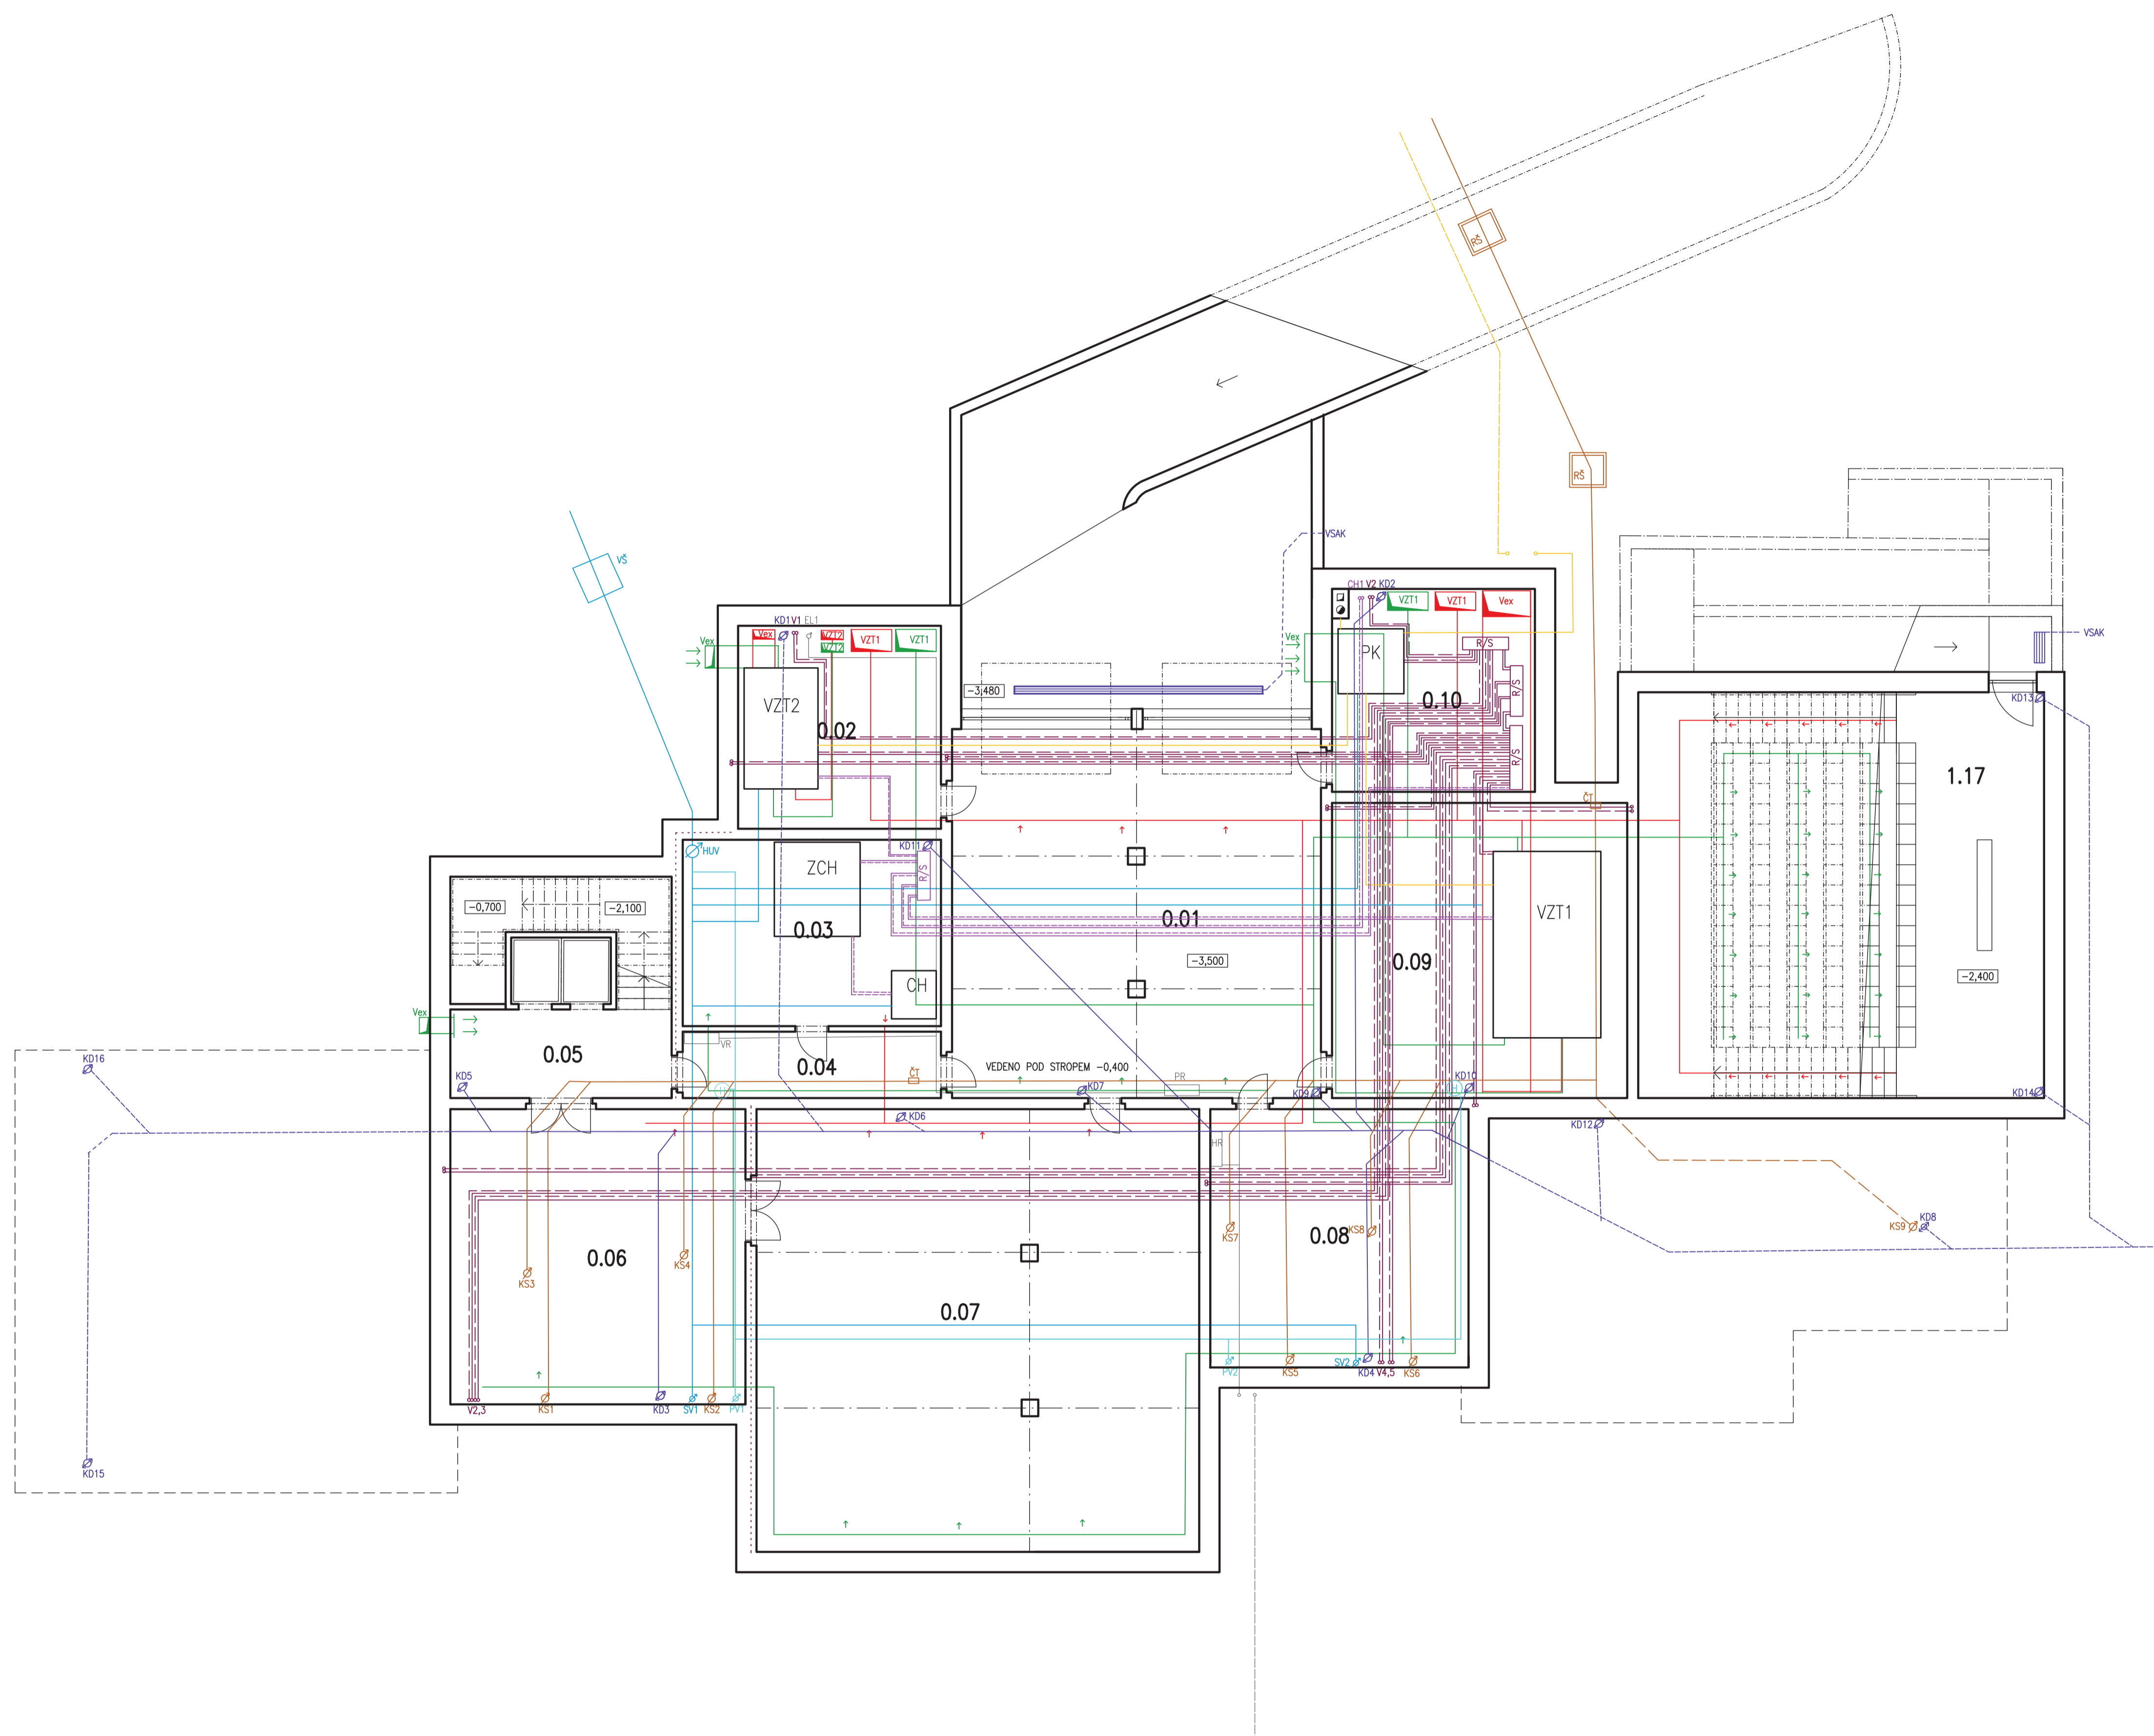 RŠ
RŠ
VŠ
VSAK
CH1 V2 KD2
VZT1
VZT1
Vex
KD1 V1 EL1
Vex
VZT2
VZT2
VZT1
VZT1
Vex
Vex
VSAK
PK
R/S
R/S
R/S
-3,480
VZT2
0.02
0.10
KD13
1.17
ČT
HUV
KD11
ZCH
R/S
VZT1
-0,700
-2,100
0.03
0.01
-3,500
0.09
-2,400
CH
Vex
0.05
VR
0.04
VEDENO POD STROPEM -0,400
KD16
KD5
ČT
PR
KD7
KD9
H
KD10
H
KD14
KD6
KD12
HR
KS7
KS8
0.08
KS9
KD8
KS3
0.06
KS4
0.07
PV2
KS5
SV2
KD4 V4,5
KS6
V2,3
KS1
KD3
SV1
KS2
PV1
KD15